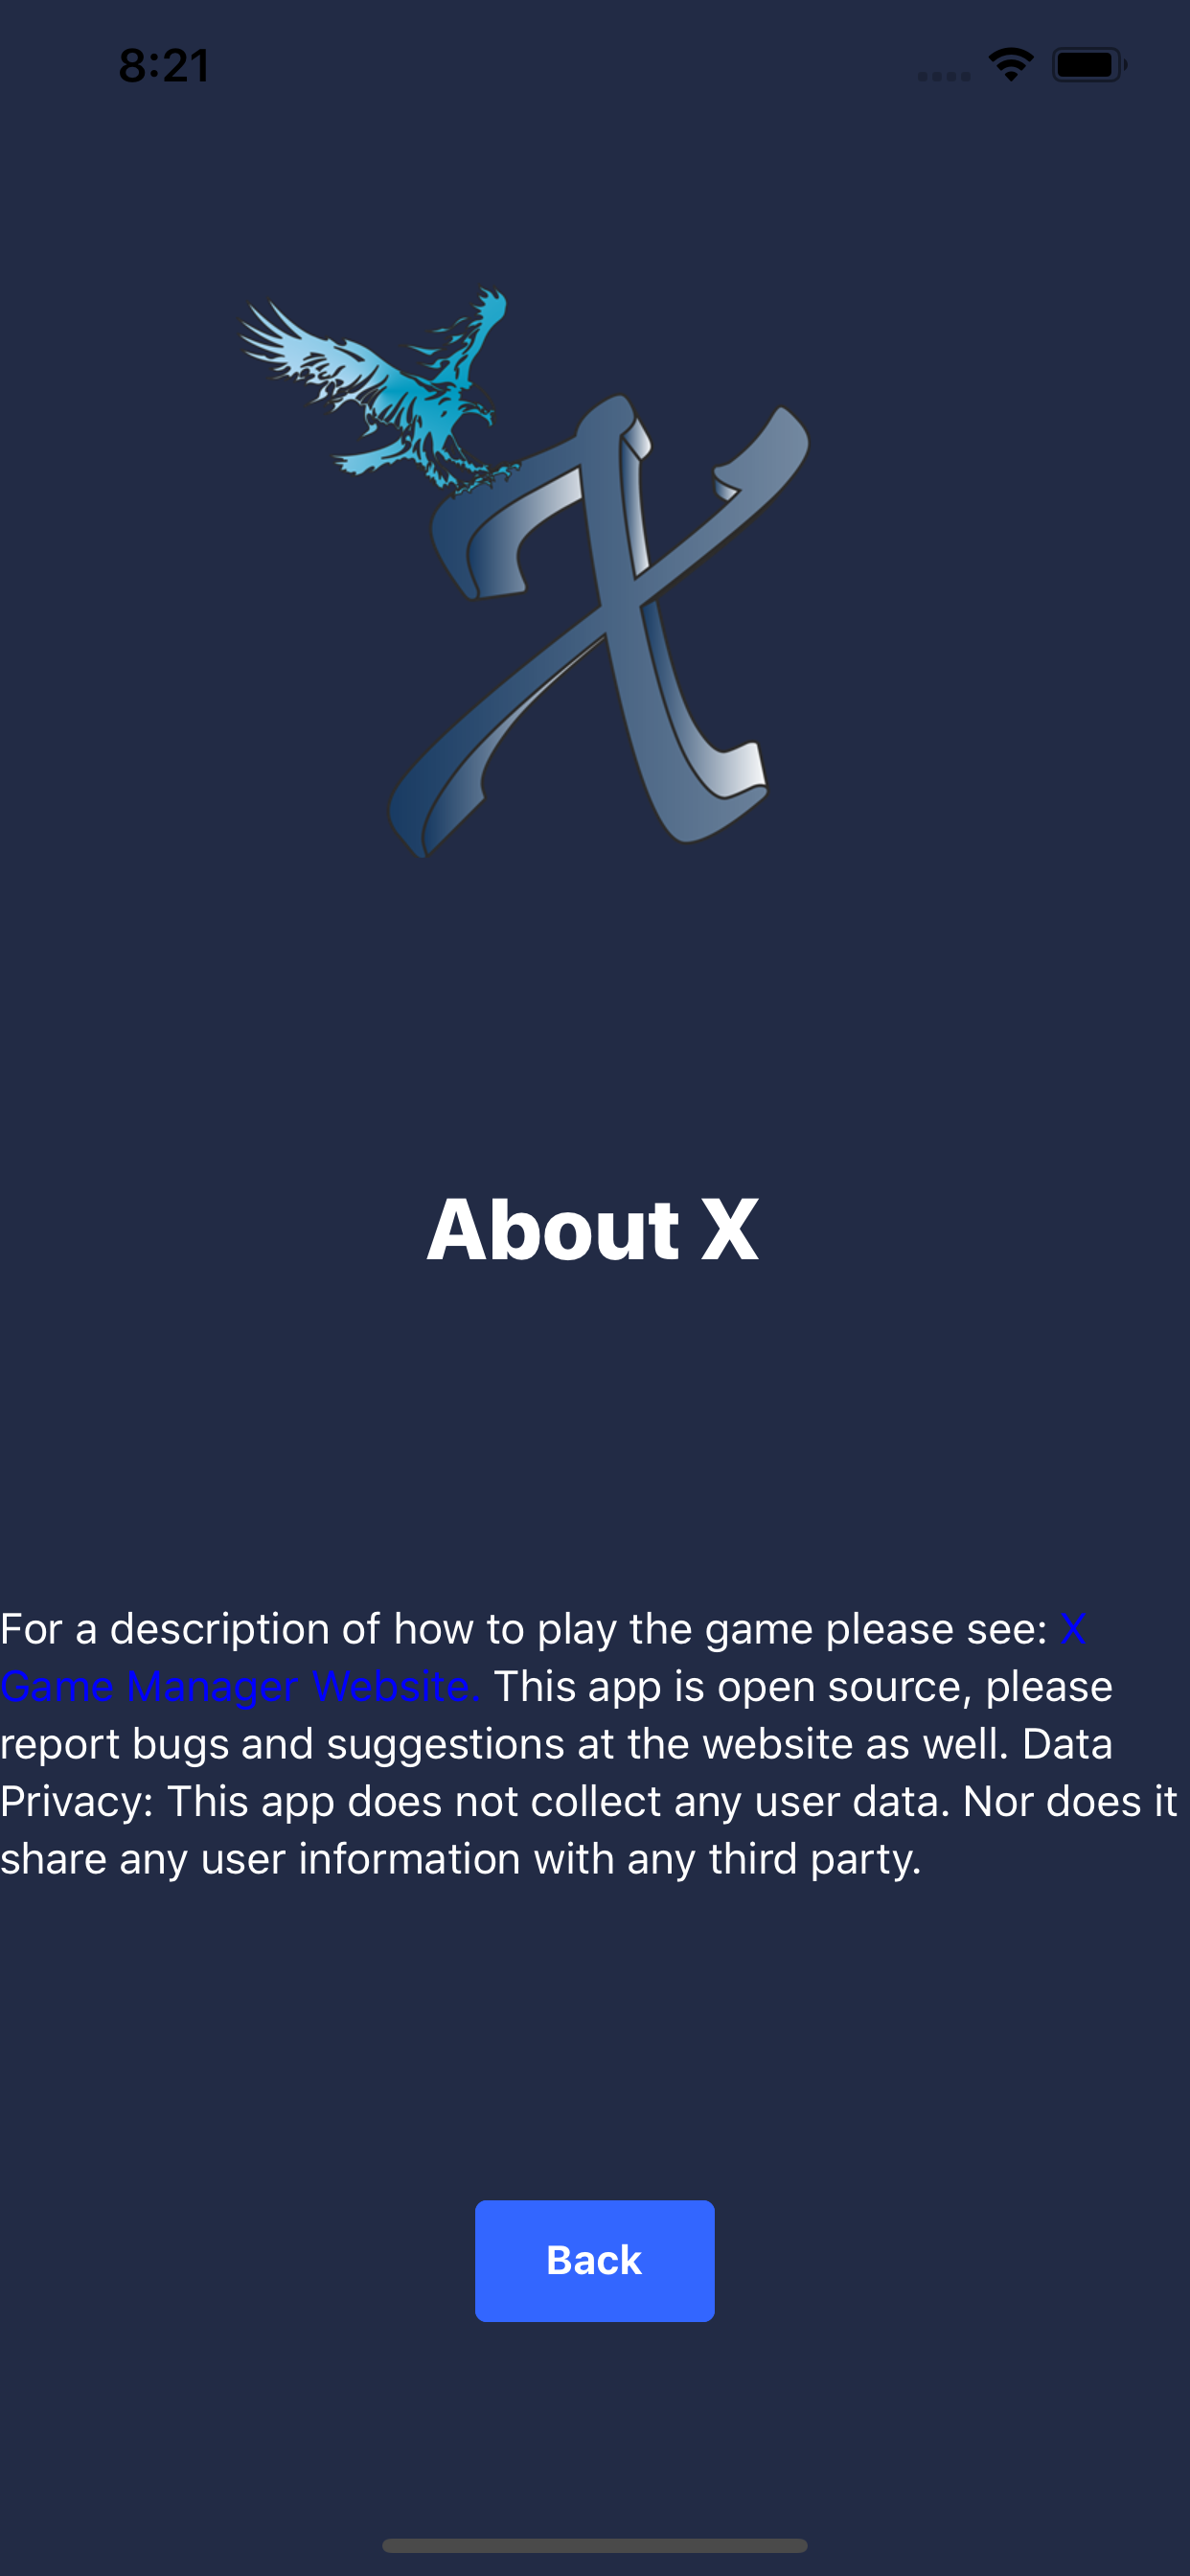 8:21
X
About X
For a description of how to play the game please see: X
Game Manager Website. This app is open source, please
report bugs and suggestions at the website as well. Data
Privacy: This app does not collect any user data. Nor does it
share any user information with any third party.
Back